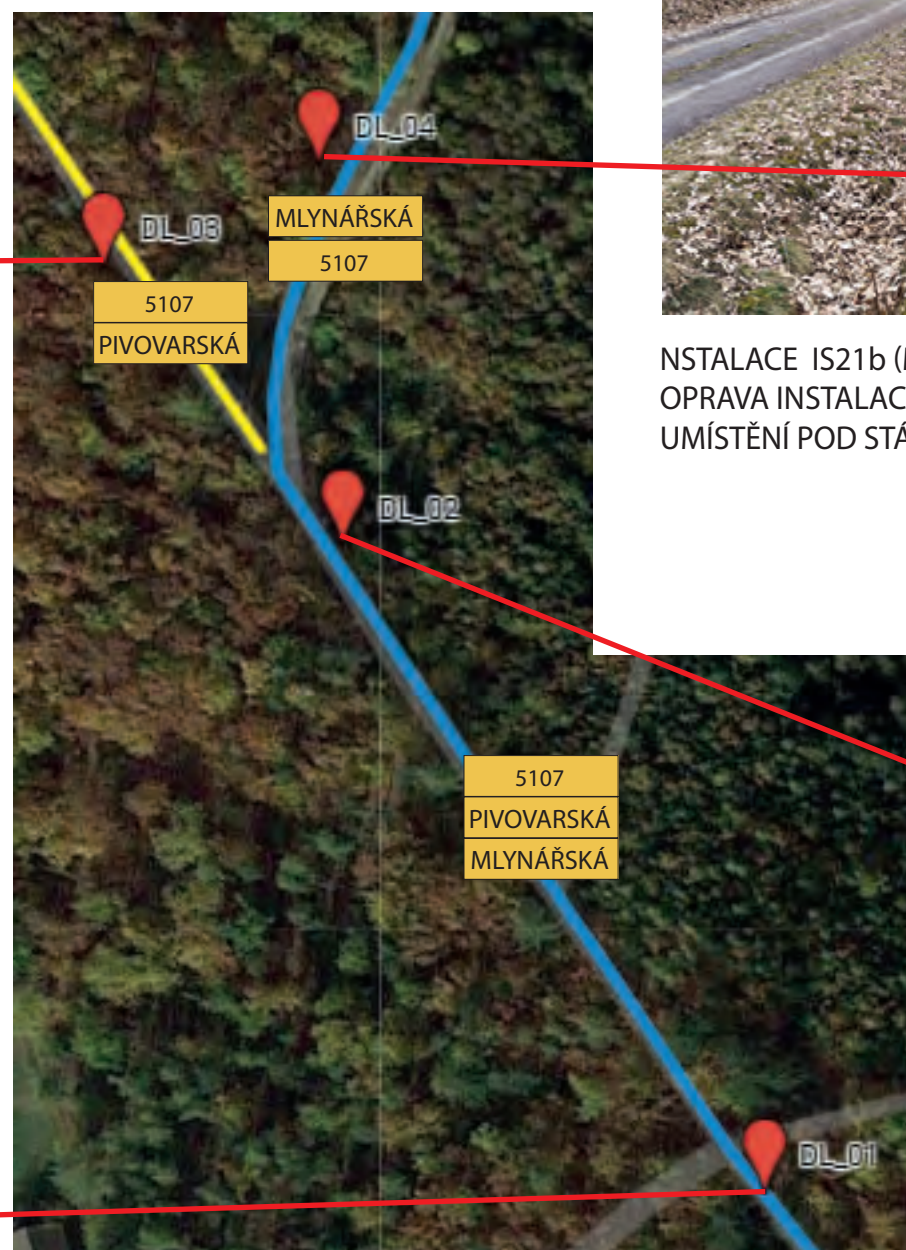 DL_04
MLYNÁŘSKÁ
5107
DL_03
5107
PIVOVARSKÁ
NSTALACE IS21b (
OPRAVA INSTALAC
UMÍSTĚNÍ POD STÁ
DL_02
5107
PIVOVARSKÁ
MLYNÁŘSKÁ
DL_01